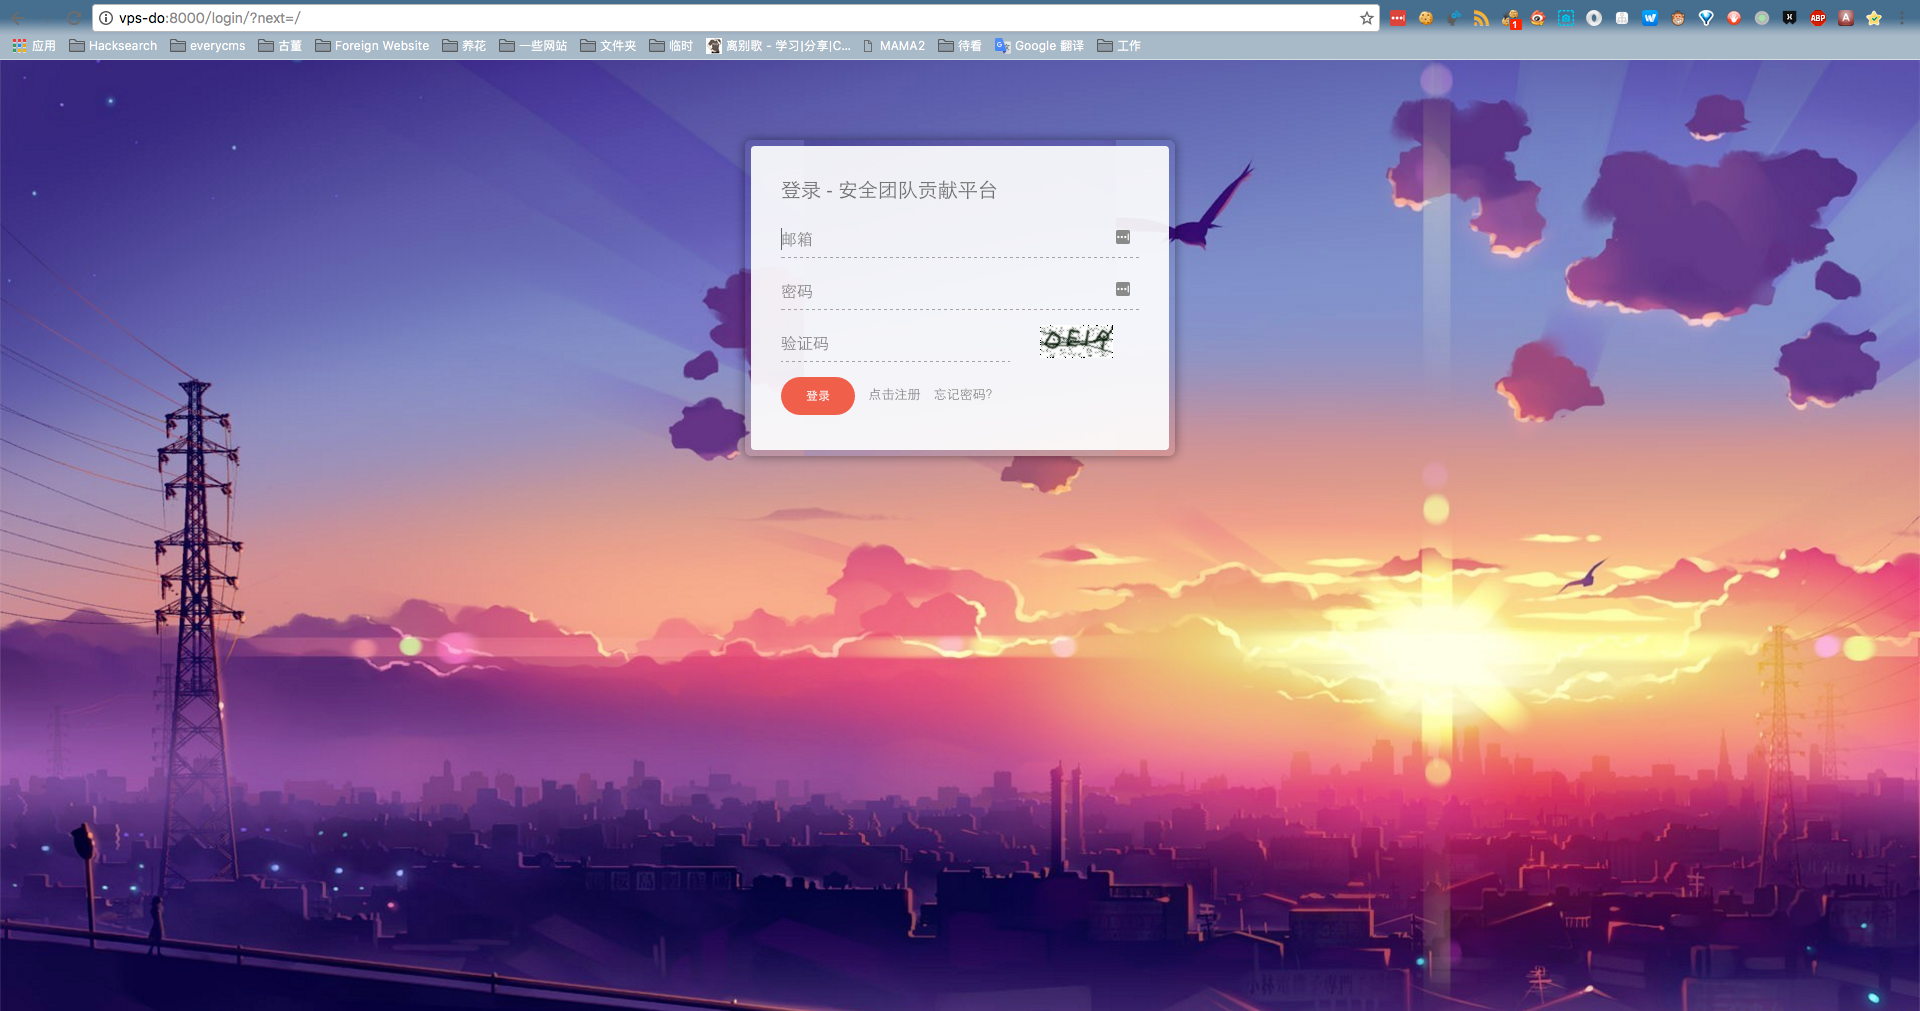 vps-do:8000/login/?next=/
应用 Hacksearch everycms 古董 Foreign Website 养花 一些网站 文件夹 临时 离别歌 - 学习|分享|C... MAMA2 待看 Google 翻译 工作
登录 - 安全团队贡献平台
邮箱
密码
验证码
登录 点击注册 忘记密码?